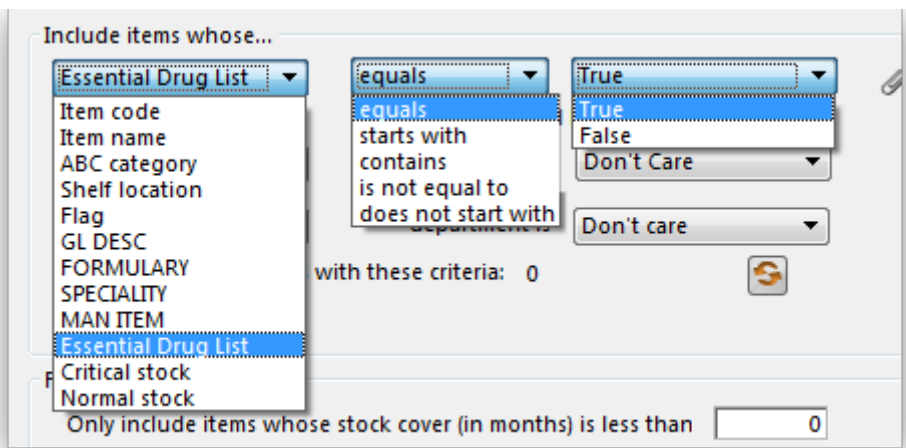 Include items whose...
Essential Drug List equals True
Item code
Item name
ABC category
Shelf location
Flag
GL DESC
FORMULARY
SPECIALITY
MAN ITEM
Essential Drug List
Critical stock
Normal stock
equals
starts with
contains
is not equal to
does not start with
True
False
Don't Care
department is Don't care
with these criteria: 0
Only include items whose stock cover (in months) is less than 0